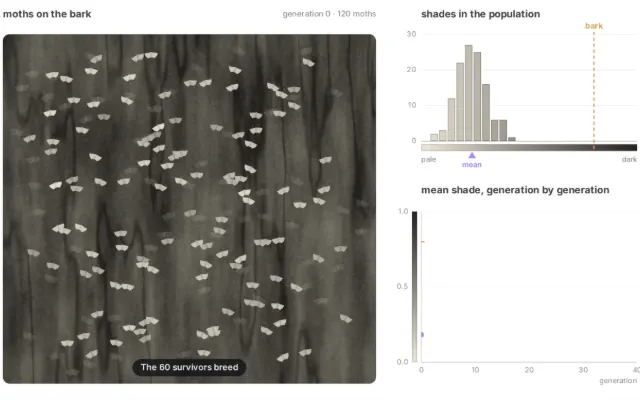 moths on the bark
generation 0 · 120 moths
The 60 survivors breed
shades in the population
bark
30
20
10
0
pale
dark
mean
mean shade, generation by generation
1.0
0.5
0.0
0
10
20
30
40
generation